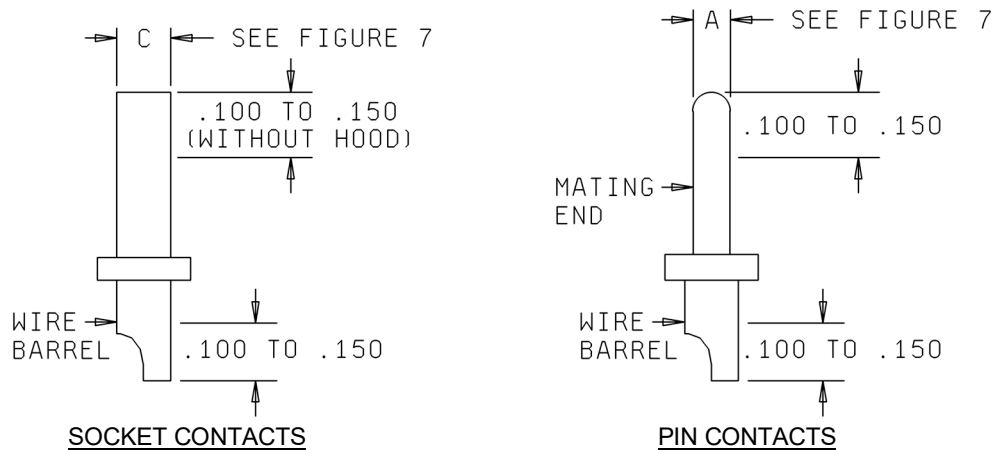 C
SEE FIGURE 7
.100 TO .150
(WITHOUT HOOD)
WIRE
BARREL
.100 TO .150
SOCKET CONTACTS
A
SEE FIGURE 7
.100 TO .150
MATING
END
WIRE
BARREL
.100 TO .150
PIN CONTACTS